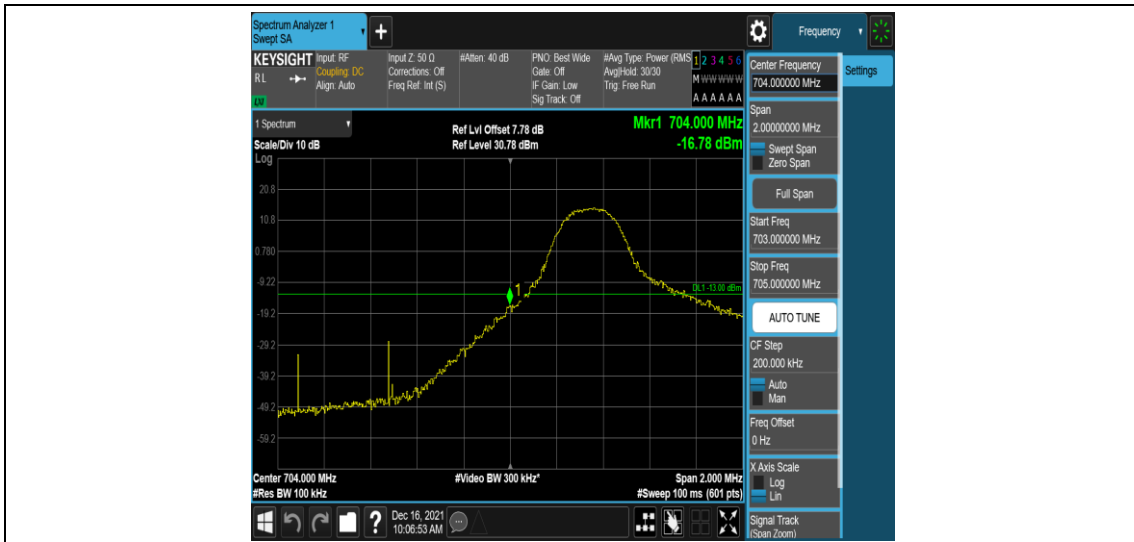 Spectrum Analyzer 1
Swept SA
+
Frequency
KEYSIGHT
RL
LXI
Input: RF
Coupling: DC
Align: Auto
Input Z: 50 Ω
Corrections: Off
Freq Ref: Int (S)
#Atten: 40 dB
PNO: Best Wide
Gate: Off
IF Gain: Low
Sig Track: Off
#Avg Type: Power (RMS
Avg|Hold: 30/30
Trig: Free Run
1 2 3 4 5 6
M W W W W W
A A A A A A
1 Spectrum
Scale/Div 10 dB
Ref Lvl Offset 7.78 dB
Ref Level 30.78 dBm
Mkr1 704.000 MHz
-16.78 dBm
Log
20.8
10.8
0.780
-9.22
-19.2
-29.2
-39.2
-49.2
-59.2
1
DL1 -13.00 dBm
Center 704.000 MHz
#Res BW 100 kHz
#Video BW 300 kHz*
Span 2.000 MHz
#Sweep 100 ms (601 pts)
Center Frequency
704.000000 MHz
Settings
Span
2.00000000 MHz
Swept Span
Zero Span
Full Span
Start Freq
703.000000 MHz
Stop Freq
705.000000 MHz
AUTO TUNE
CF Step
200.000 kHz
Auto
Man
Freq Offset
0 Hz
X Axis Scale
Log
Lin
Signal Track
(Span Zoom)
?
Dec 16, 2021
10:06:53 AM